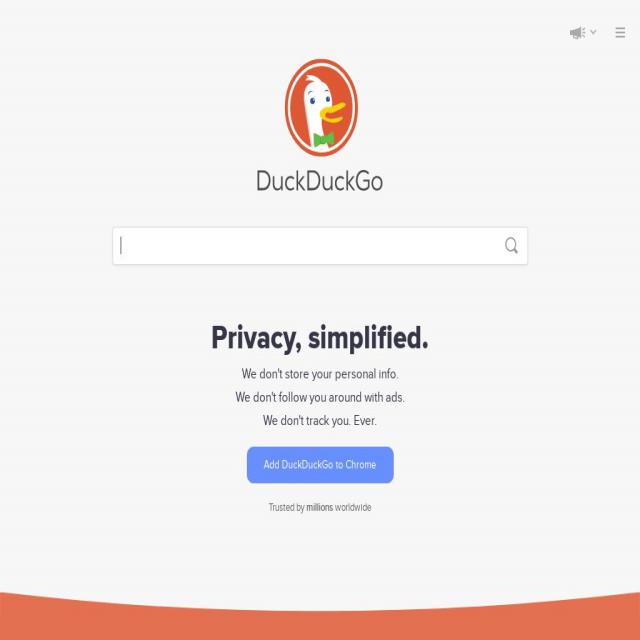 DuckDuckGo
Privacy, simplified.
We don't store your personal info.
We don't follow you around with ads.
We don't track you. Ever.
Add DuckDuckGo to Chrome
Trusted by millions worldwide